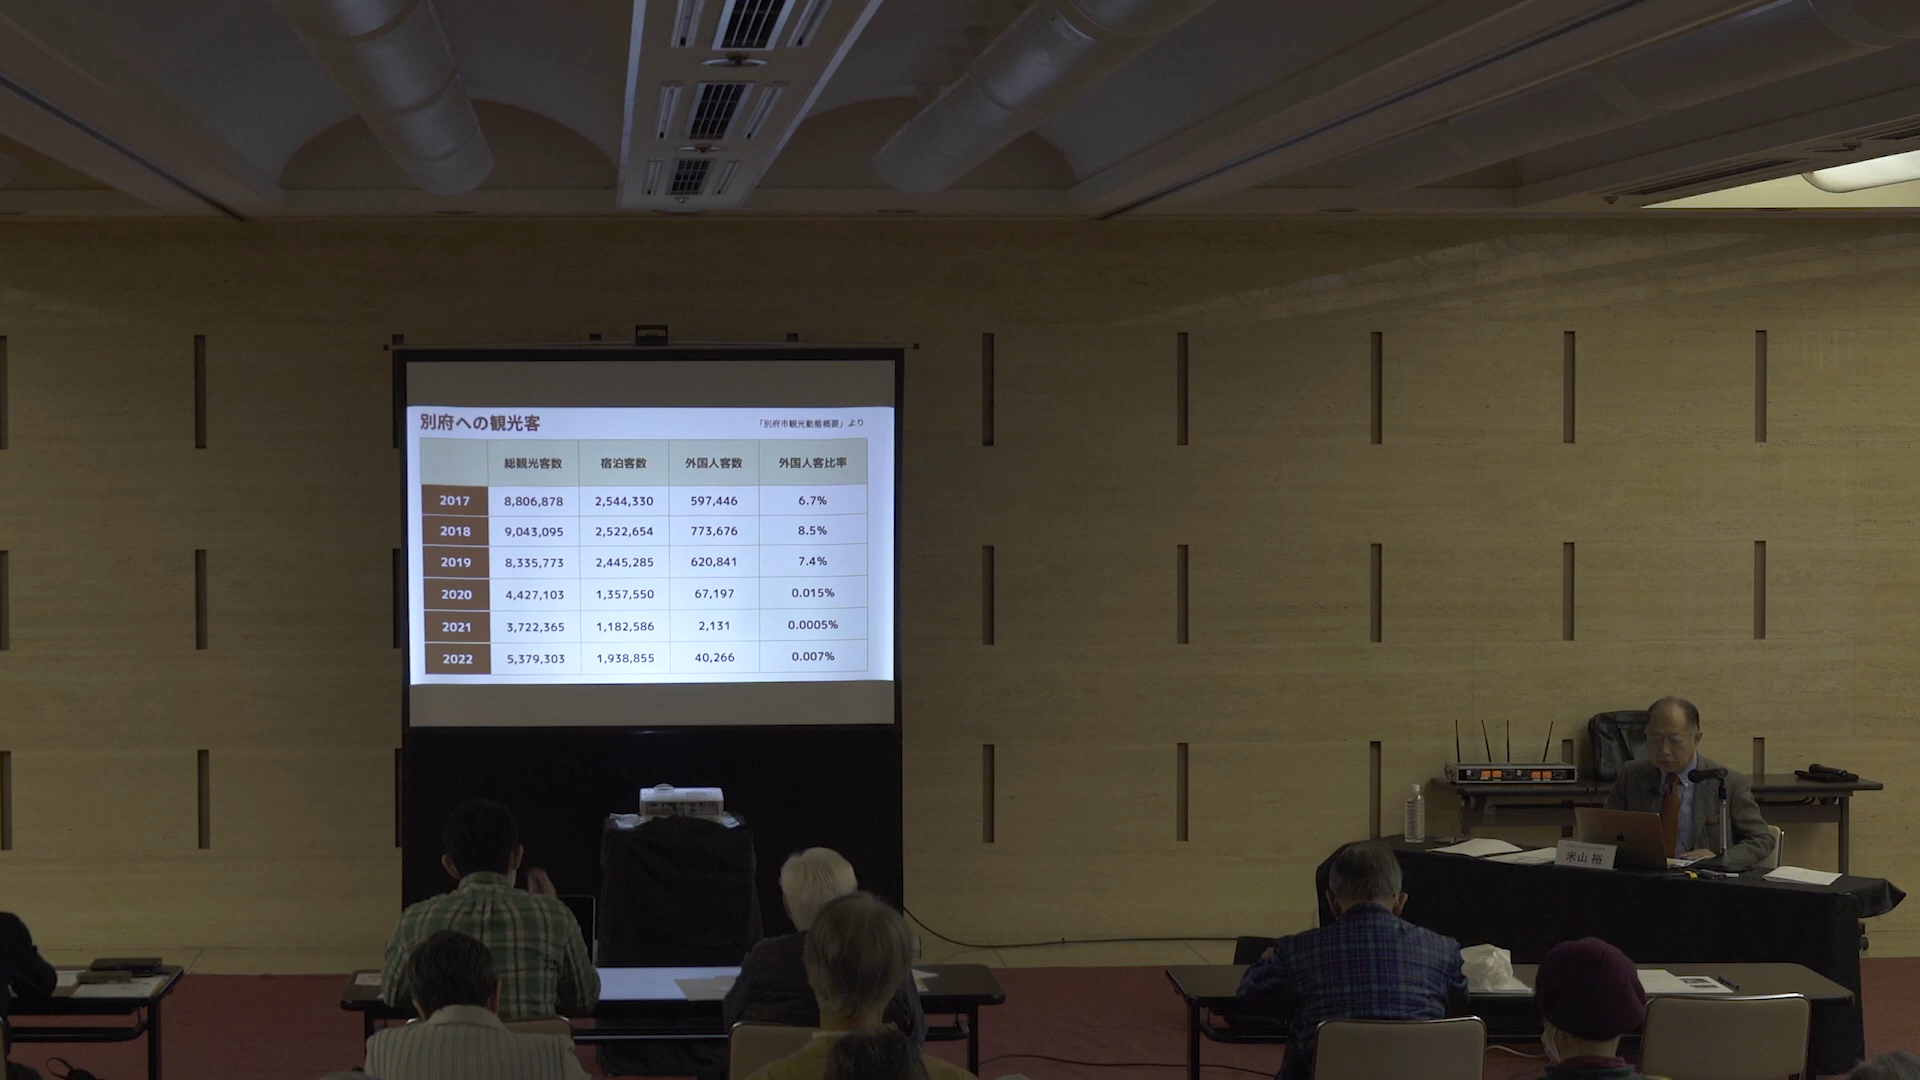 別府への観光客
「別府市観光動態概要」より
総観光客数 宿泊客数 外国人客数 外国人客比率
2017 8,806,878 2,544,330 597,446 6.7%
2018 9,043,095 2,522,654 773,676 8.5%
2019 8,335,773 2,445,285 620,841 7.4%
2020 4,427,103 1,357,550 67,197 0.015%
2021 3,722,365 1,182,586 2,131 0.0005%
2022 5,379,303 1,938,855 40,266 0.007%
米山 裕